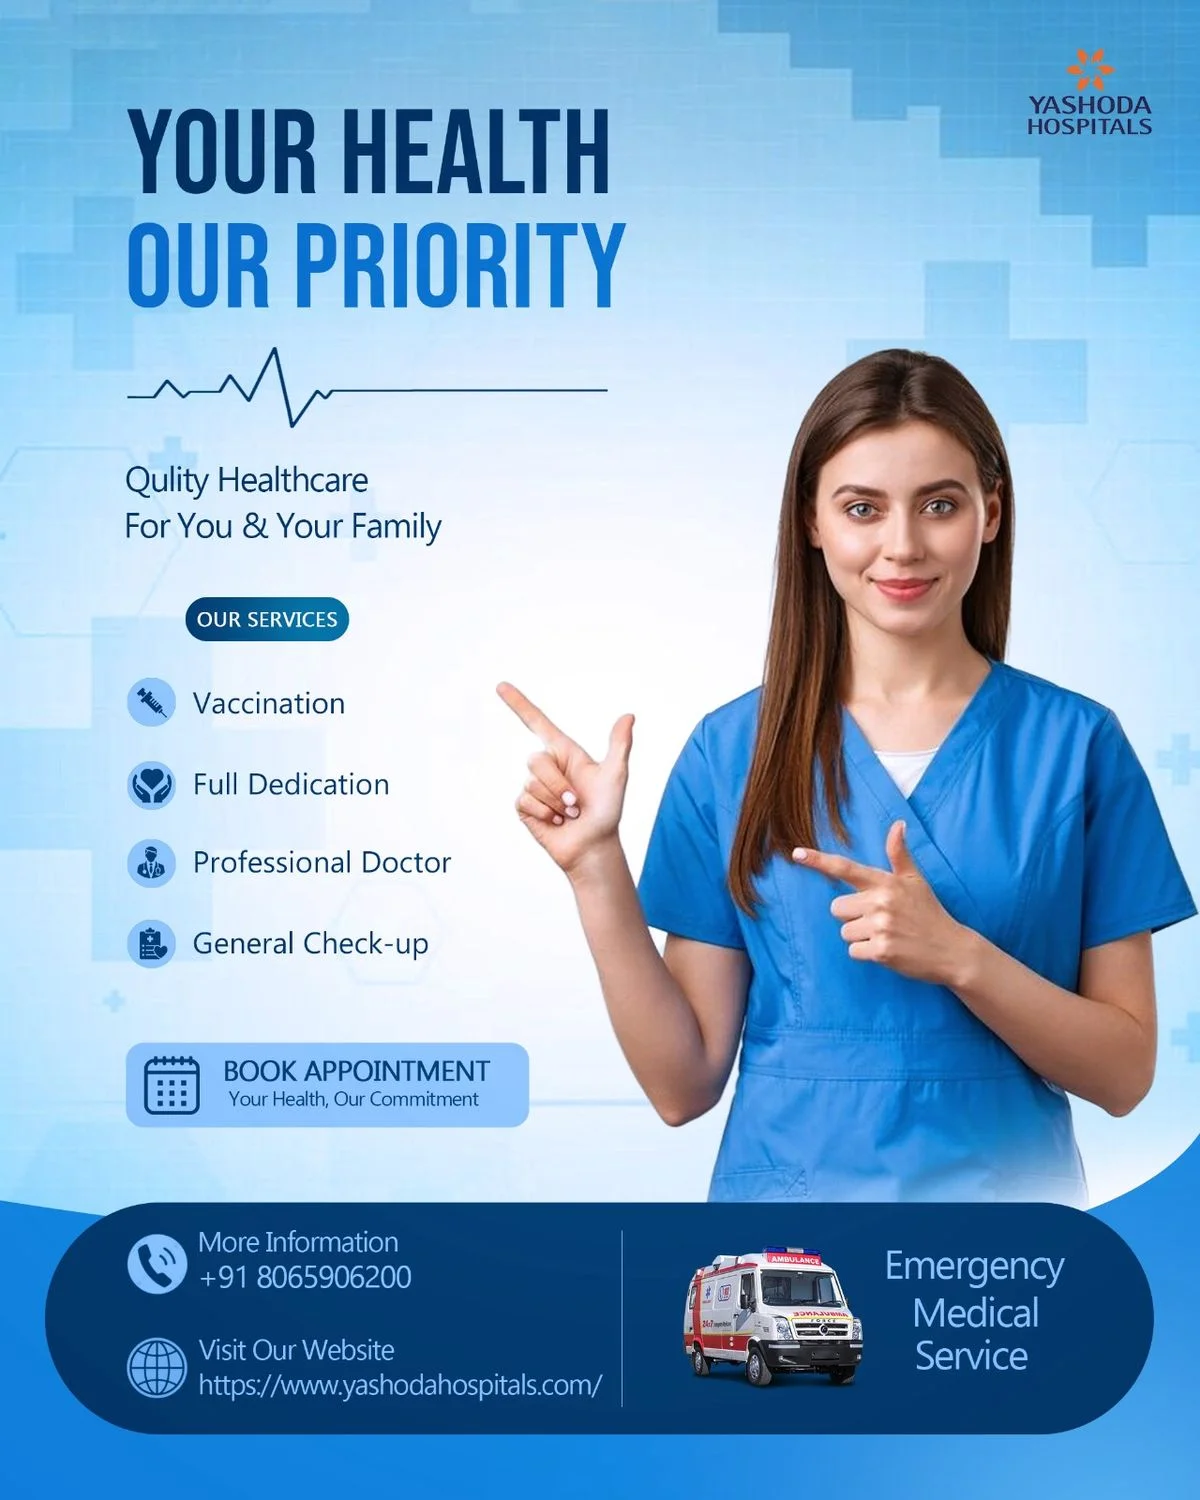 YASHODA
HOSPITALS
YOUR HEALTH
OUR PRIORITY
Qulity Healthcare
For You & Your Family
OUR SERVICES
Vaccination
Full Dedication
Professional Doctor
General Check-up
BOOK APPOINTMENT
Your Health, Our Commitment
More Information
+91 8065906200
Visit Our Website
https://www.yashodahospitals.com/
AMBULANCE
24x7
FORCE
Emergency
Medical
Service